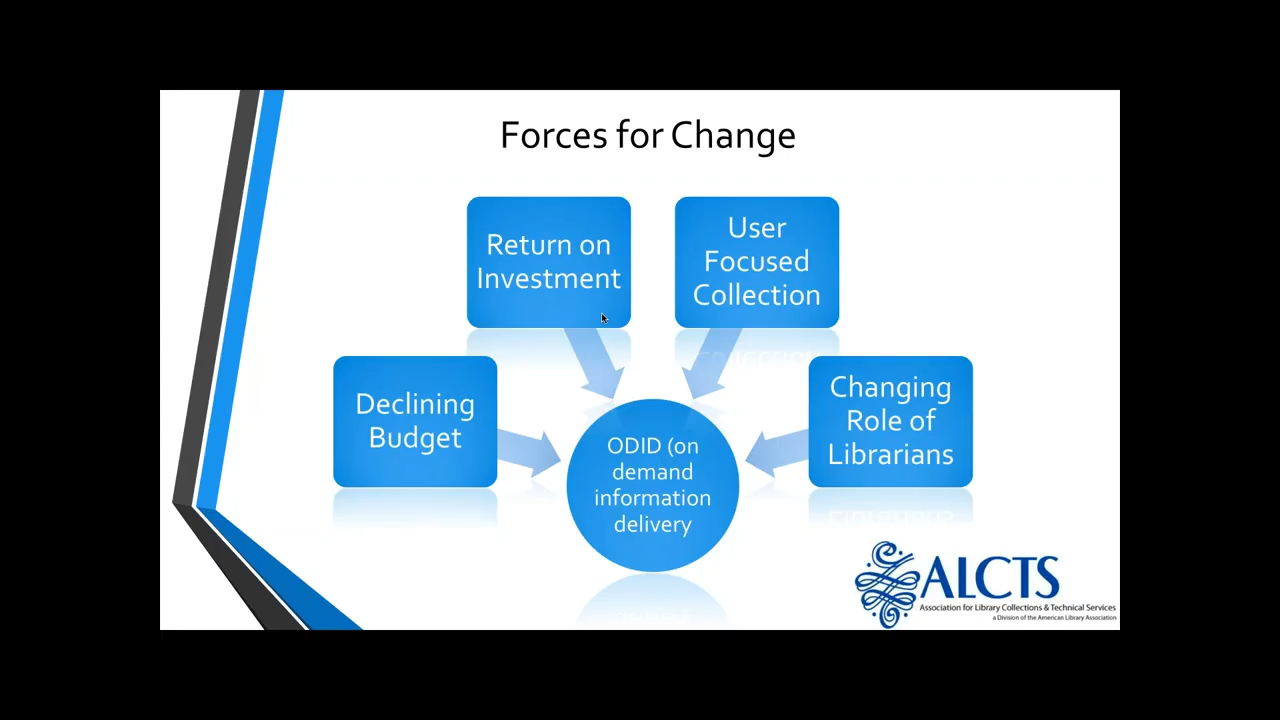 Forces for Change
Return on
Investment
User
Focused
Collection
Declining
Budget
Changing
Role of
Librarians
ODID (on
demand
information
delivery
ALCTS
Association for Library Collections & Technical Services
a Division of the American Library Association